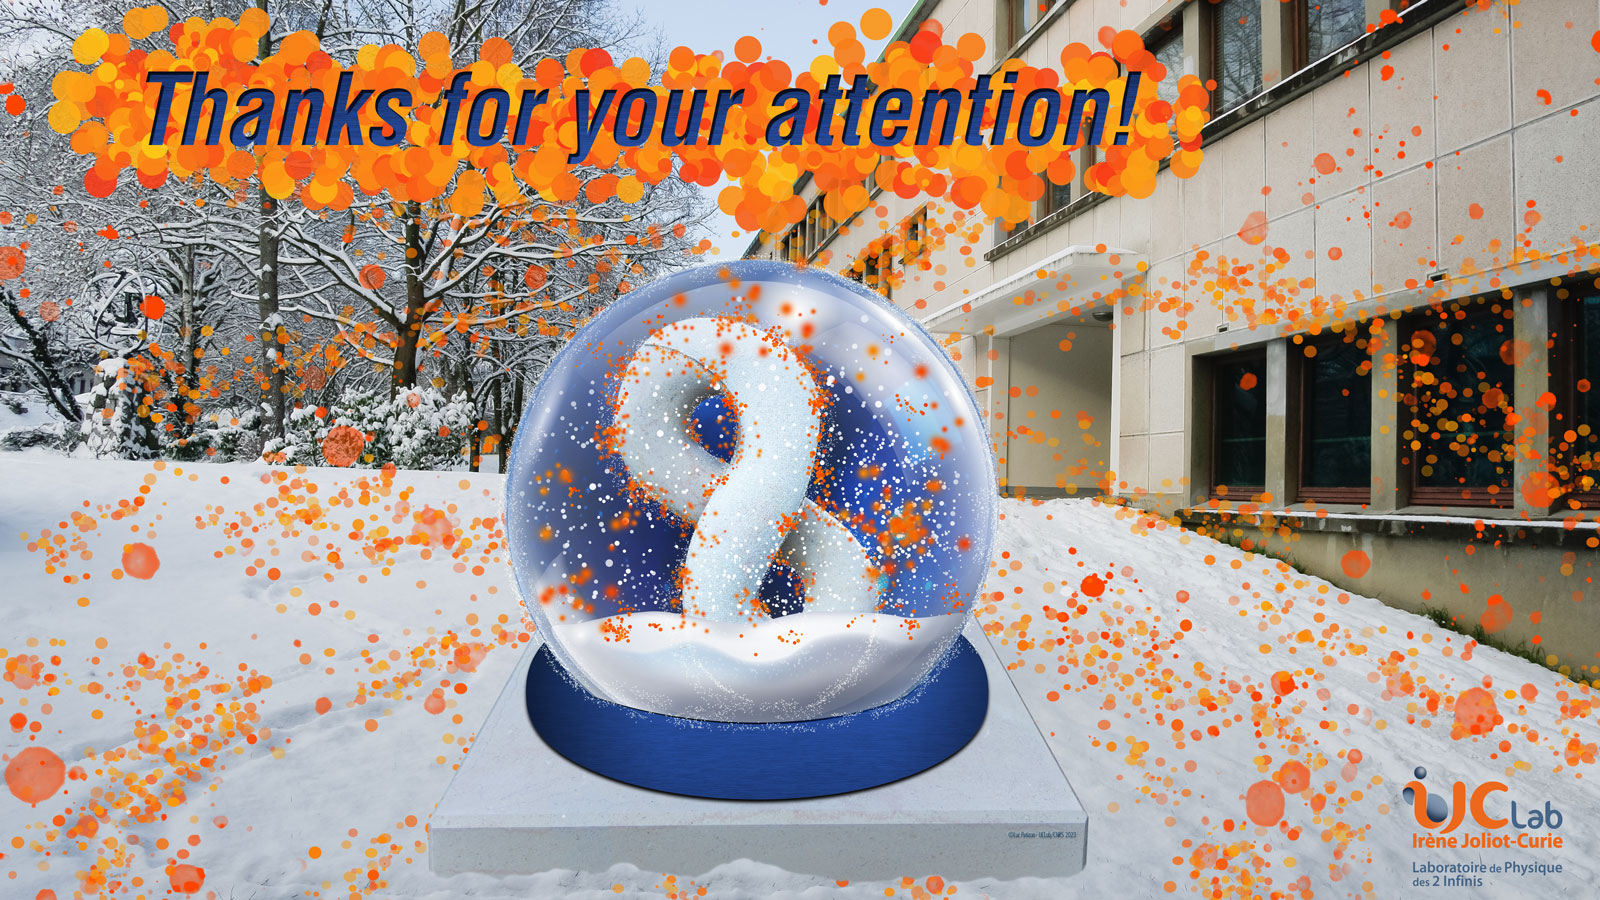 Thanks for your attention!
IJCLab
Irène Joliot-Curie
Laboratoire de Physique
des 2 Infinis